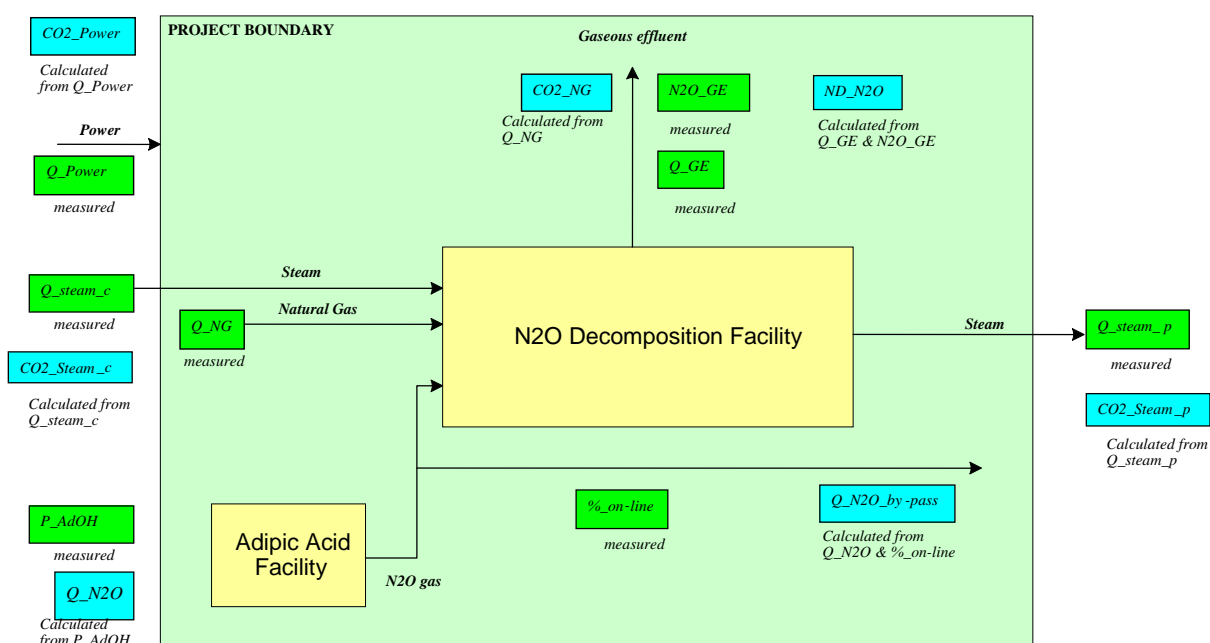 CO2_Power
Calculated
from Q_Power
Power
Q_Power
measured
PROJECT BOUNDARY
Gaseous effluent
CO2_NG
Calculated from
Q_NG
N2O_GE
measured
Q_GE
measured
ND_N2O
Calculated from
Q_GE & N2O_GE
Q_steam_c
measured
CO2_Steam_c
Calculated from
Q_steam_c
Steam
Natural Gas
Q_NG
measured
N2O Decomposition Facility
Steam
Q_steam_p
measured
CO2_Steam_p
Calculated from
Q_steam_p
P_AdOH
measured
Q_N2O
Calculated
from P_AdOH
Adipic Acid
Facility
N2O gas
%_on-line
measured
Q_N2O_by-pass
Calculated from
Q_N2O & %_on-line